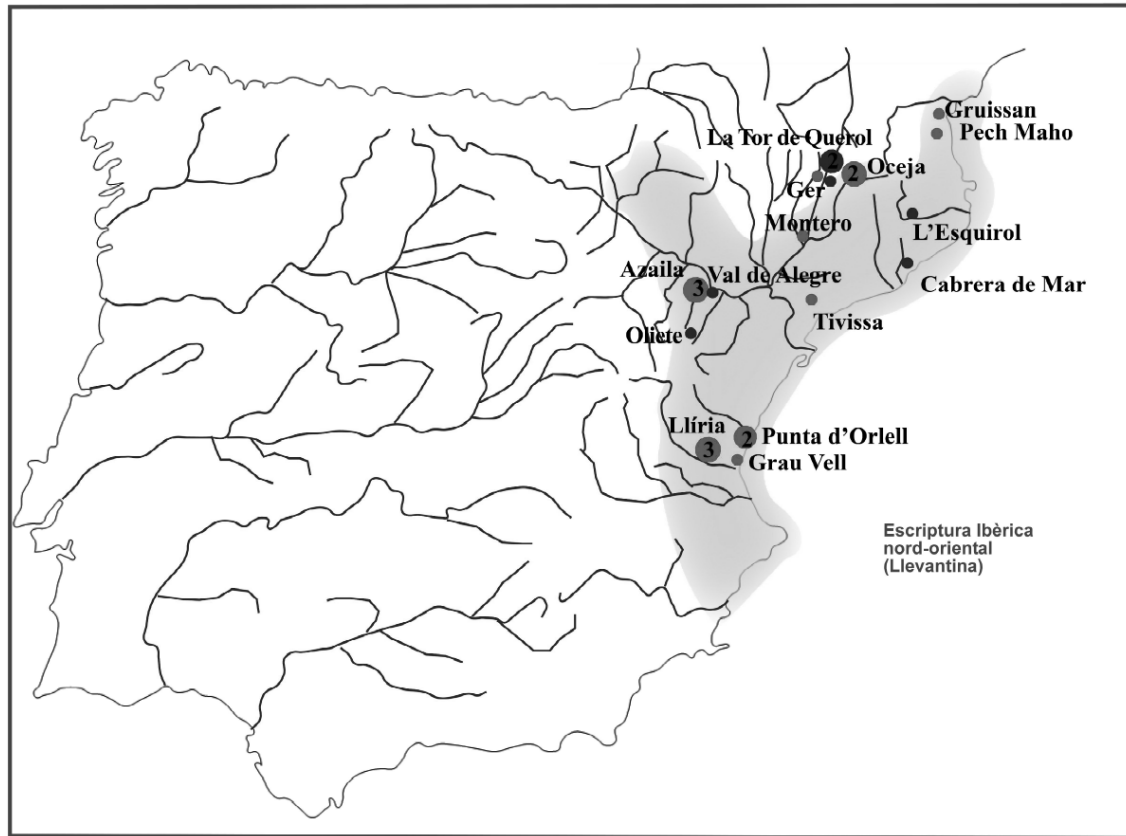 Gruissan
Pech Maho
La Tor de Querol
2
2
Oceja
Ger
L'Esquirol
Montero
Azaila
3
Val de Alegre
Cabrera de Mar
Tivissa
Oliete
Llíria
3
2
Punta d'Orlell
Grau Vell
Escriptura Ibèrica
nord-oriental
(Llevantina)